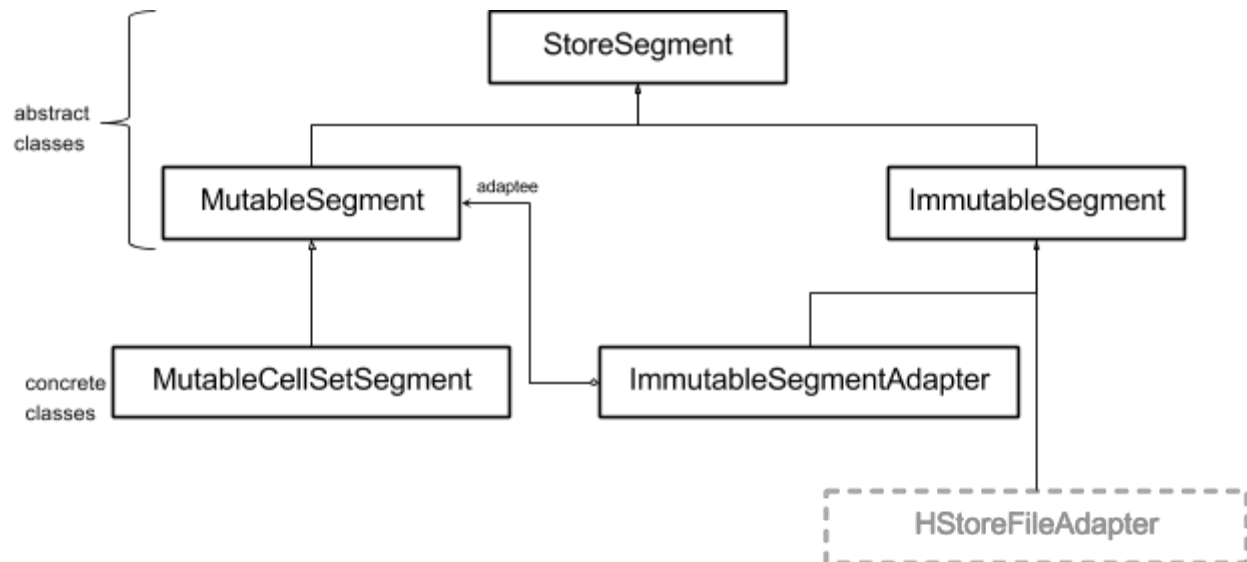 StoreSegment
abstract
classes
MutableSegment
adaptee
ImmutableSegment
concrete
classes
MutableCellSetSegment
ImmutableSegmentAdapter
HStoreFileAdapter